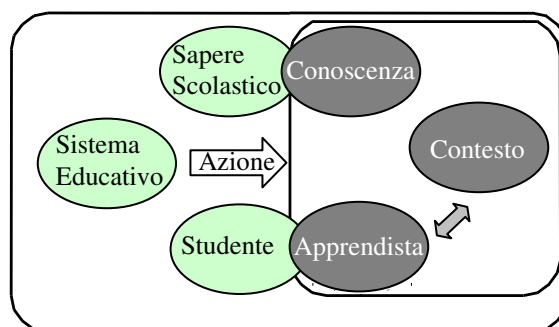 Sapere
Scolastico
Conoscenza
Sistema
Educativo
Azione
Contesto
Studente
Apprendista